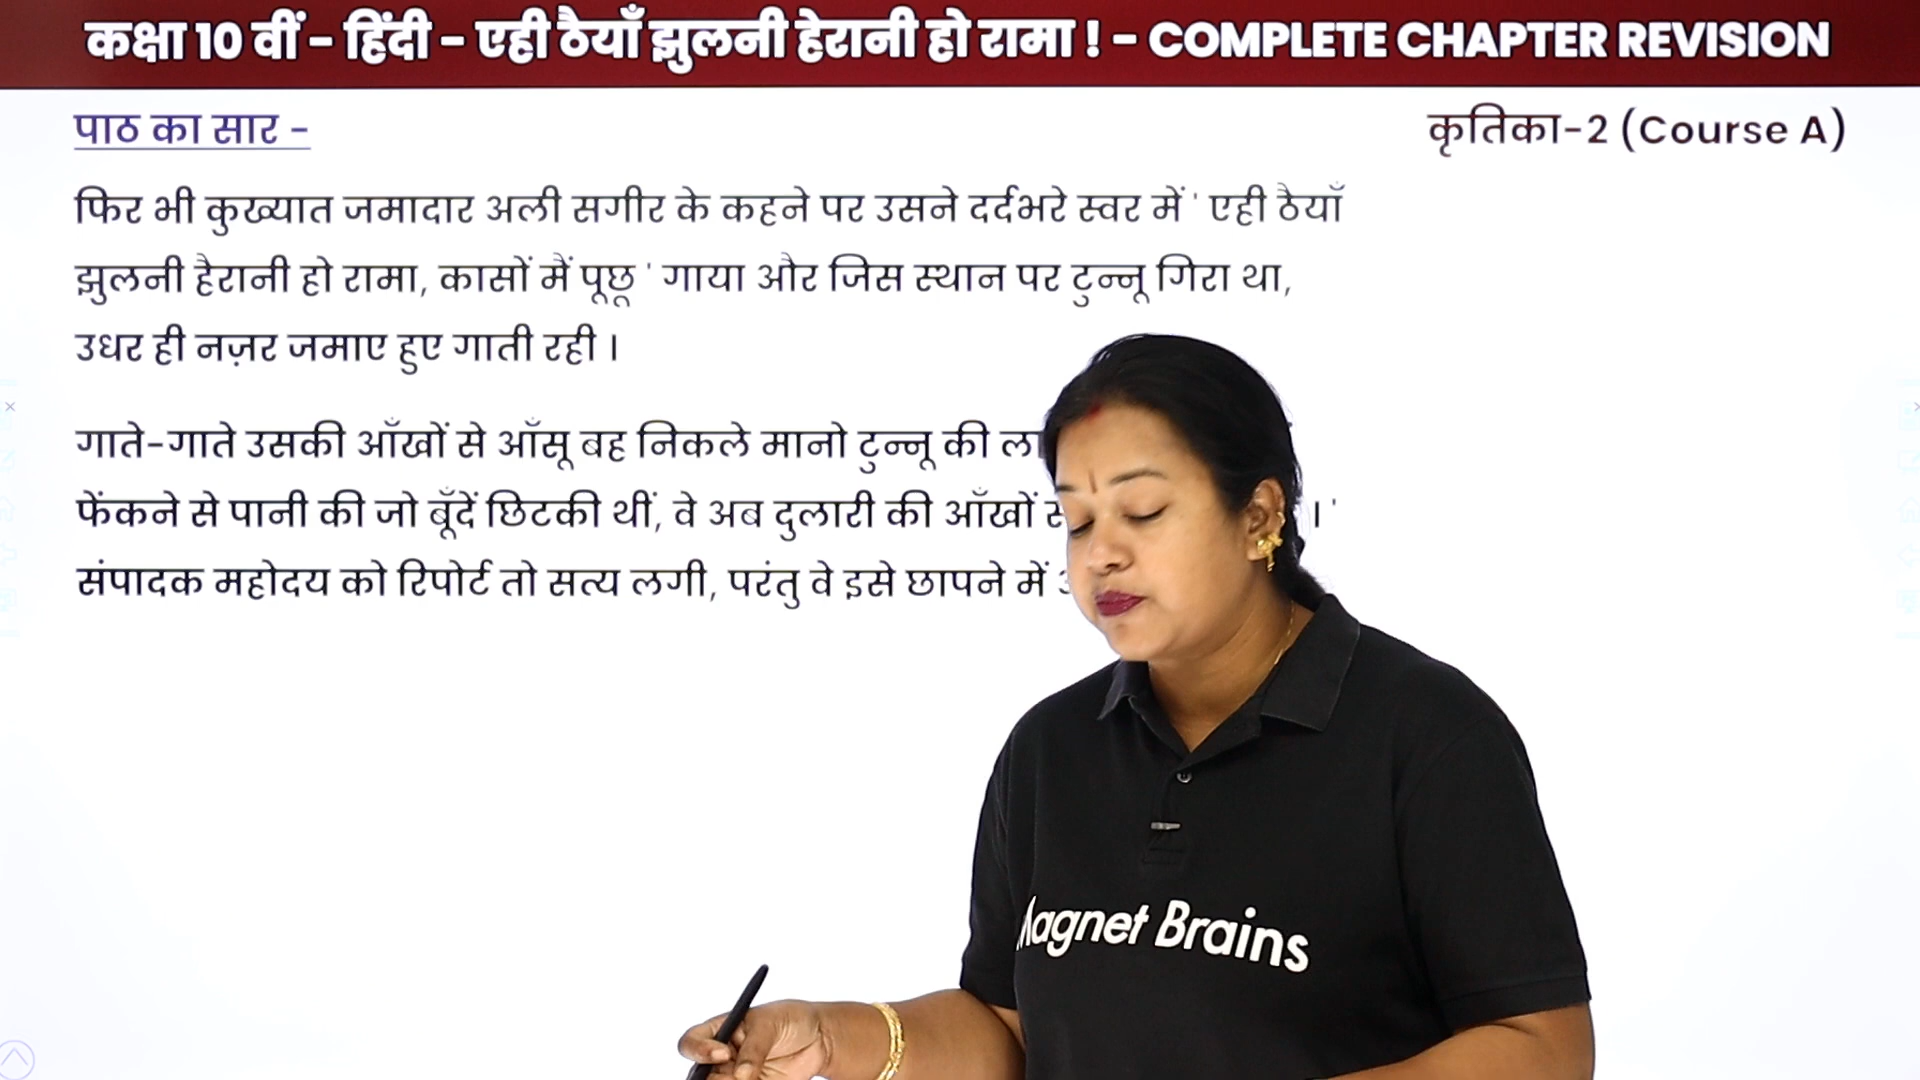 कक्षा 10 वीं - हिंदी - एही ठैयाँ झुलनी हेरानी हो रामा ! - COMPLETE CHAPTER REVISION
पाठ का सार -
कृतिका-2 (Course A)
फिर भी कुख्यात जमादार अली सगीर के कहने पर उसने दर्दभरे स्वर में ' एही ठैयाँ
झुलनी हैरानी हो रामा, कासों मैं पूछू ' गाया और जिस स्थान पर टुन्नू गिरा था,
उधर ही नज़र जमाए हुए गाती रही ।
गाते-गाते उसकी आँखों से आँसू बह निकले मानो टुन्नू की
फेंकने से पानी की जो बूँदें छिटकी थीं, वे अब दुलारी की आँखों । '
संपादक महोदय को रिपोर्ट तो सत्य लगी, परंतु वे इसे छापने में
Magnet Brains